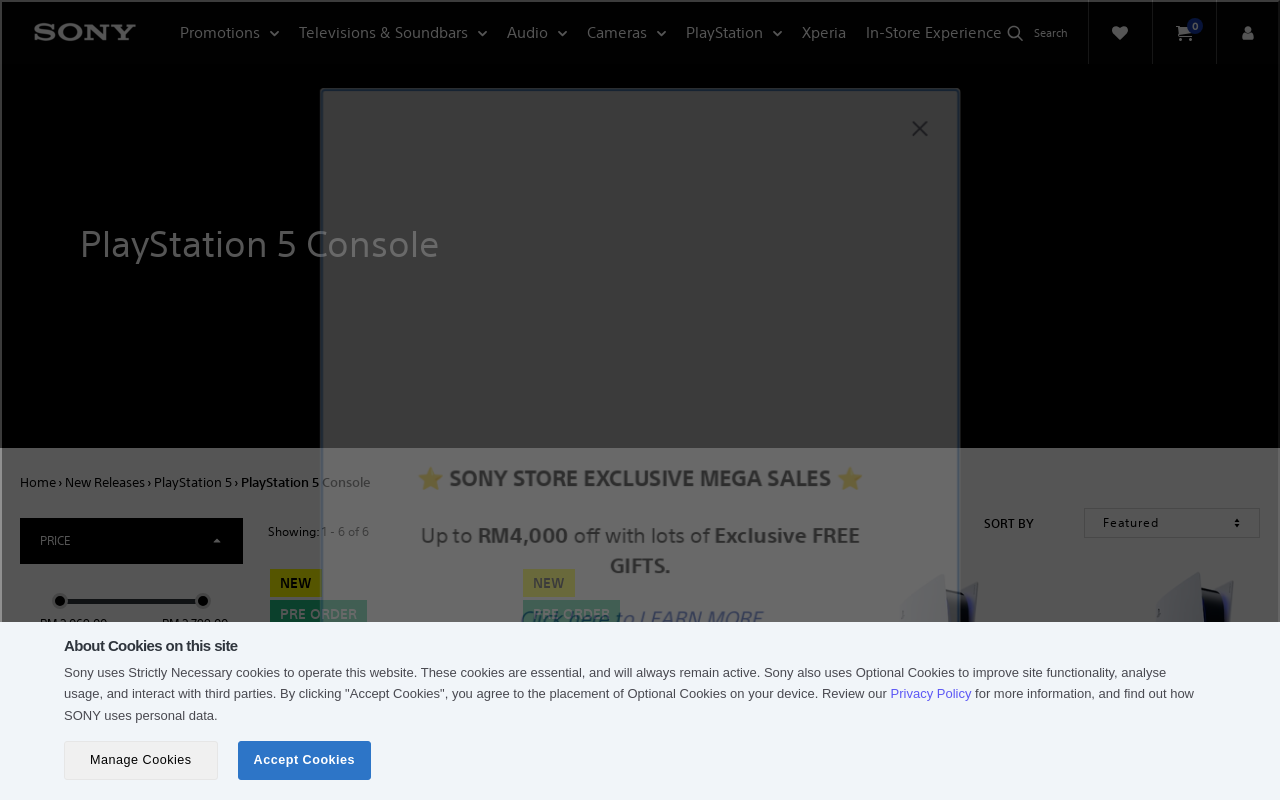 SONY
Promotions Televisions & Soundbars Audio Cameras PlayStation Xperia In-Store Experience Search 0
PlayStation 5 Console
⭐ SONY STORE EXCLUSIVE MEGA SALES ⭐
Home › New Releases › PlayStation 5 › PlayStation 5 Console
Up to RM4,000 off with lots of Exclusive FREE
GIFTS.
Click here to LEARN MORE
PRICE
Showing: 1 - 6 of 6
SORT BY
Featured
NEW
PRE ORDER
NEW
PRE ORDER
About Cookies on this site
Sony uses Strictly Necessary cookies to operate this website. These cookies are essential, and will always remain active. Sony also uses Optional Cookies to improve site functionality, analyse
usage, and interact with third parties. By clicking "Accept Cookies", you agree to the placement of Optional Cookies on your device. Review our Privacy Policy for more information, and find out how
SONY uses personal data.
Manage Cookies
Accept Cookies